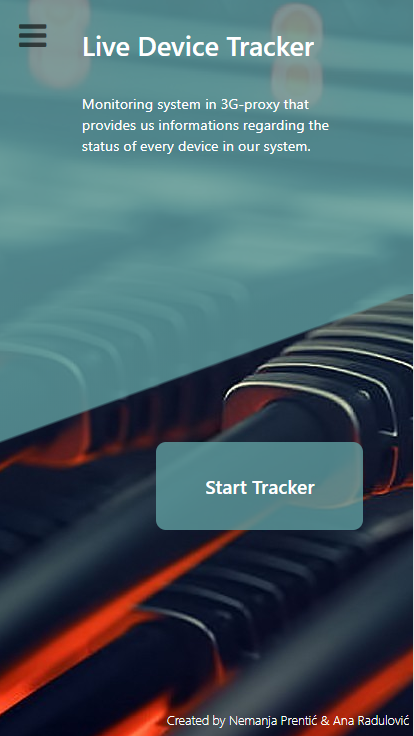 Live Device Tracker
Monitoring system in 3G-proxy that
provides us informations regarding the
status of every device in our system.
Start Tracker
Created by Nemanja Prentić & Ana Radulović